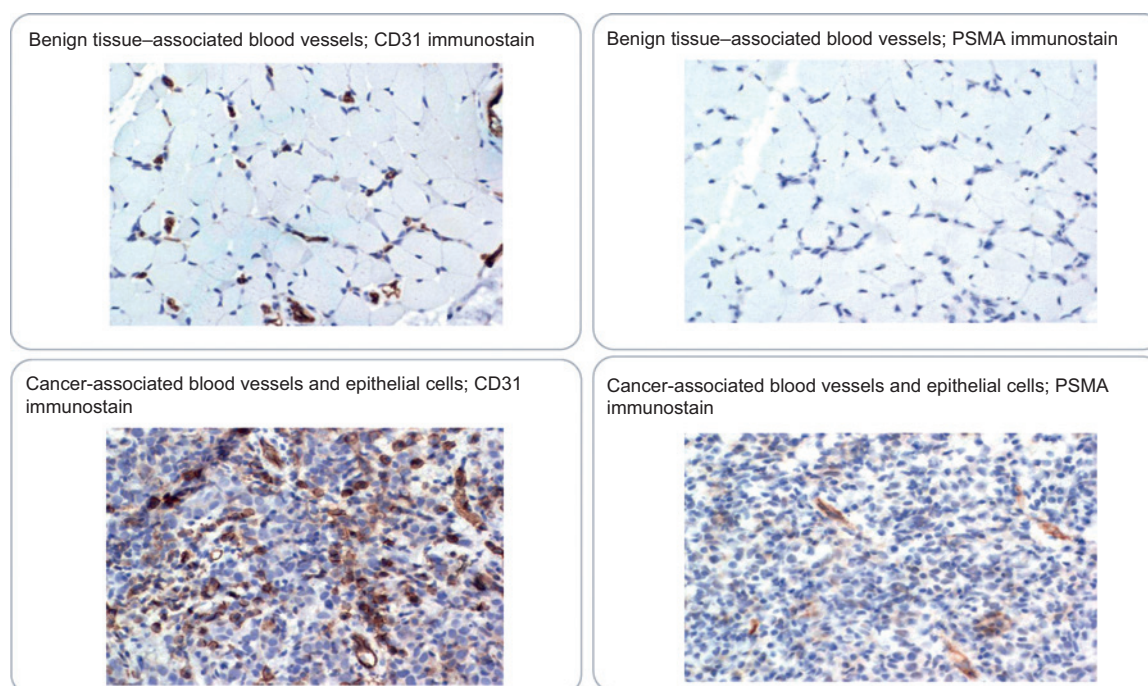 Benign tissue–associated blood vessels; CD31 immunostain
Benign tissue–associated blood vessels; PSMA immunostain
Cancer-associated blood vessels and epithelial cells; CD31
immunostain
Cancer-associated blood vessels and epithelial cells; PSMA
immunostain